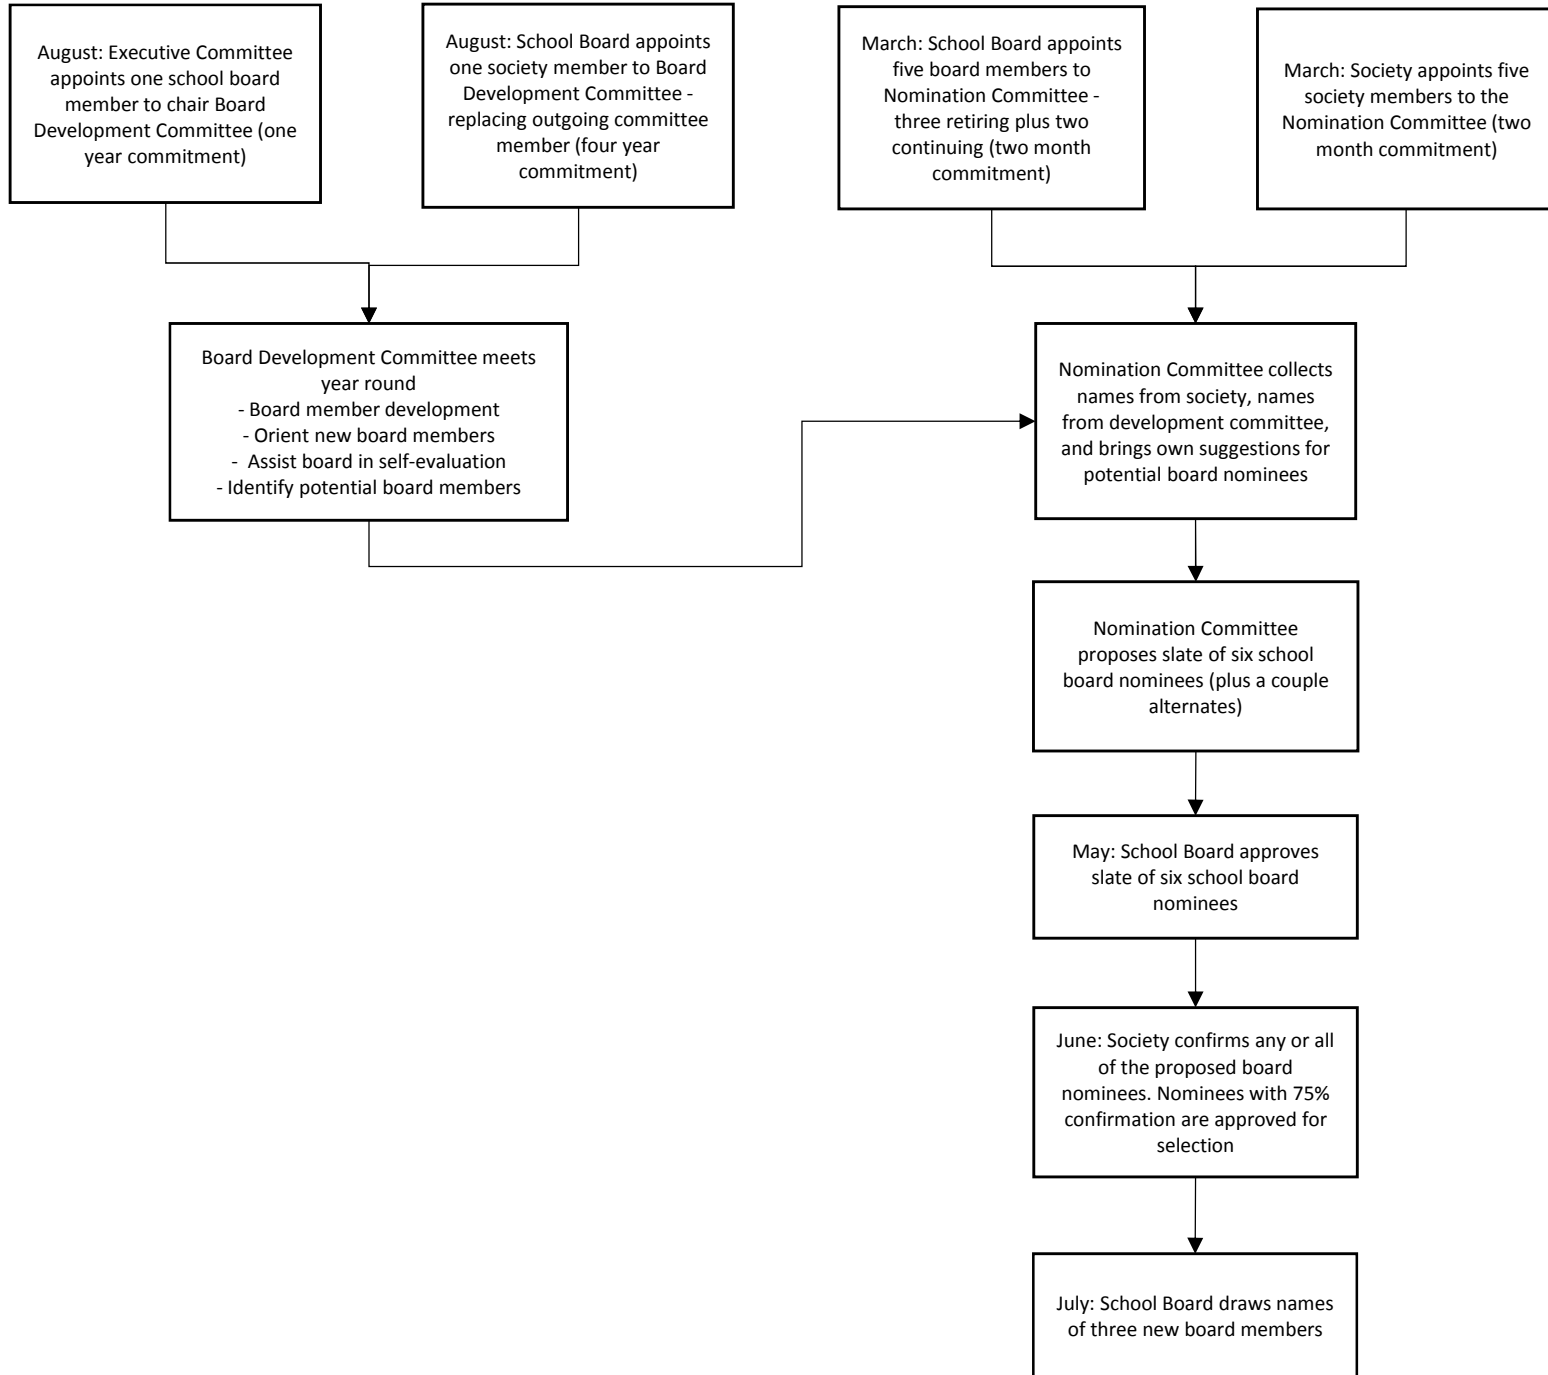 August: Executive Committee
appoints one school board
member to chair Board
Development Committee (one
year commitment)
August: School Board appoints
one society member to Board
Development Committee -
replacing outgoing committee
member (four year
commitment)
March: School Board appoints
five board members to
Nomination Committee -
three retiring plus two
continuing (two month
commitment)
March: Society appoints five
society members to the
Nomination Committee (two
month commitment)
Board Development Committee meets
year round
- Board member development
- Orient new board members
- Assist board in self-evaluation
- Identify potential board members
Nomination Committee collects
names from society, names
from development committee,
and brings own suggestions for
potential board nominees
Nomination Committee
proposes slate of six school
board nominees (plus a couple
alternates)
May: School Board approves
slate of six school board
nominees
June: Society confirms any or all
of the proposed board
nominees. Nominees with 75%
confirmation are approved for
selection
July: School Board draws names
of three new board members